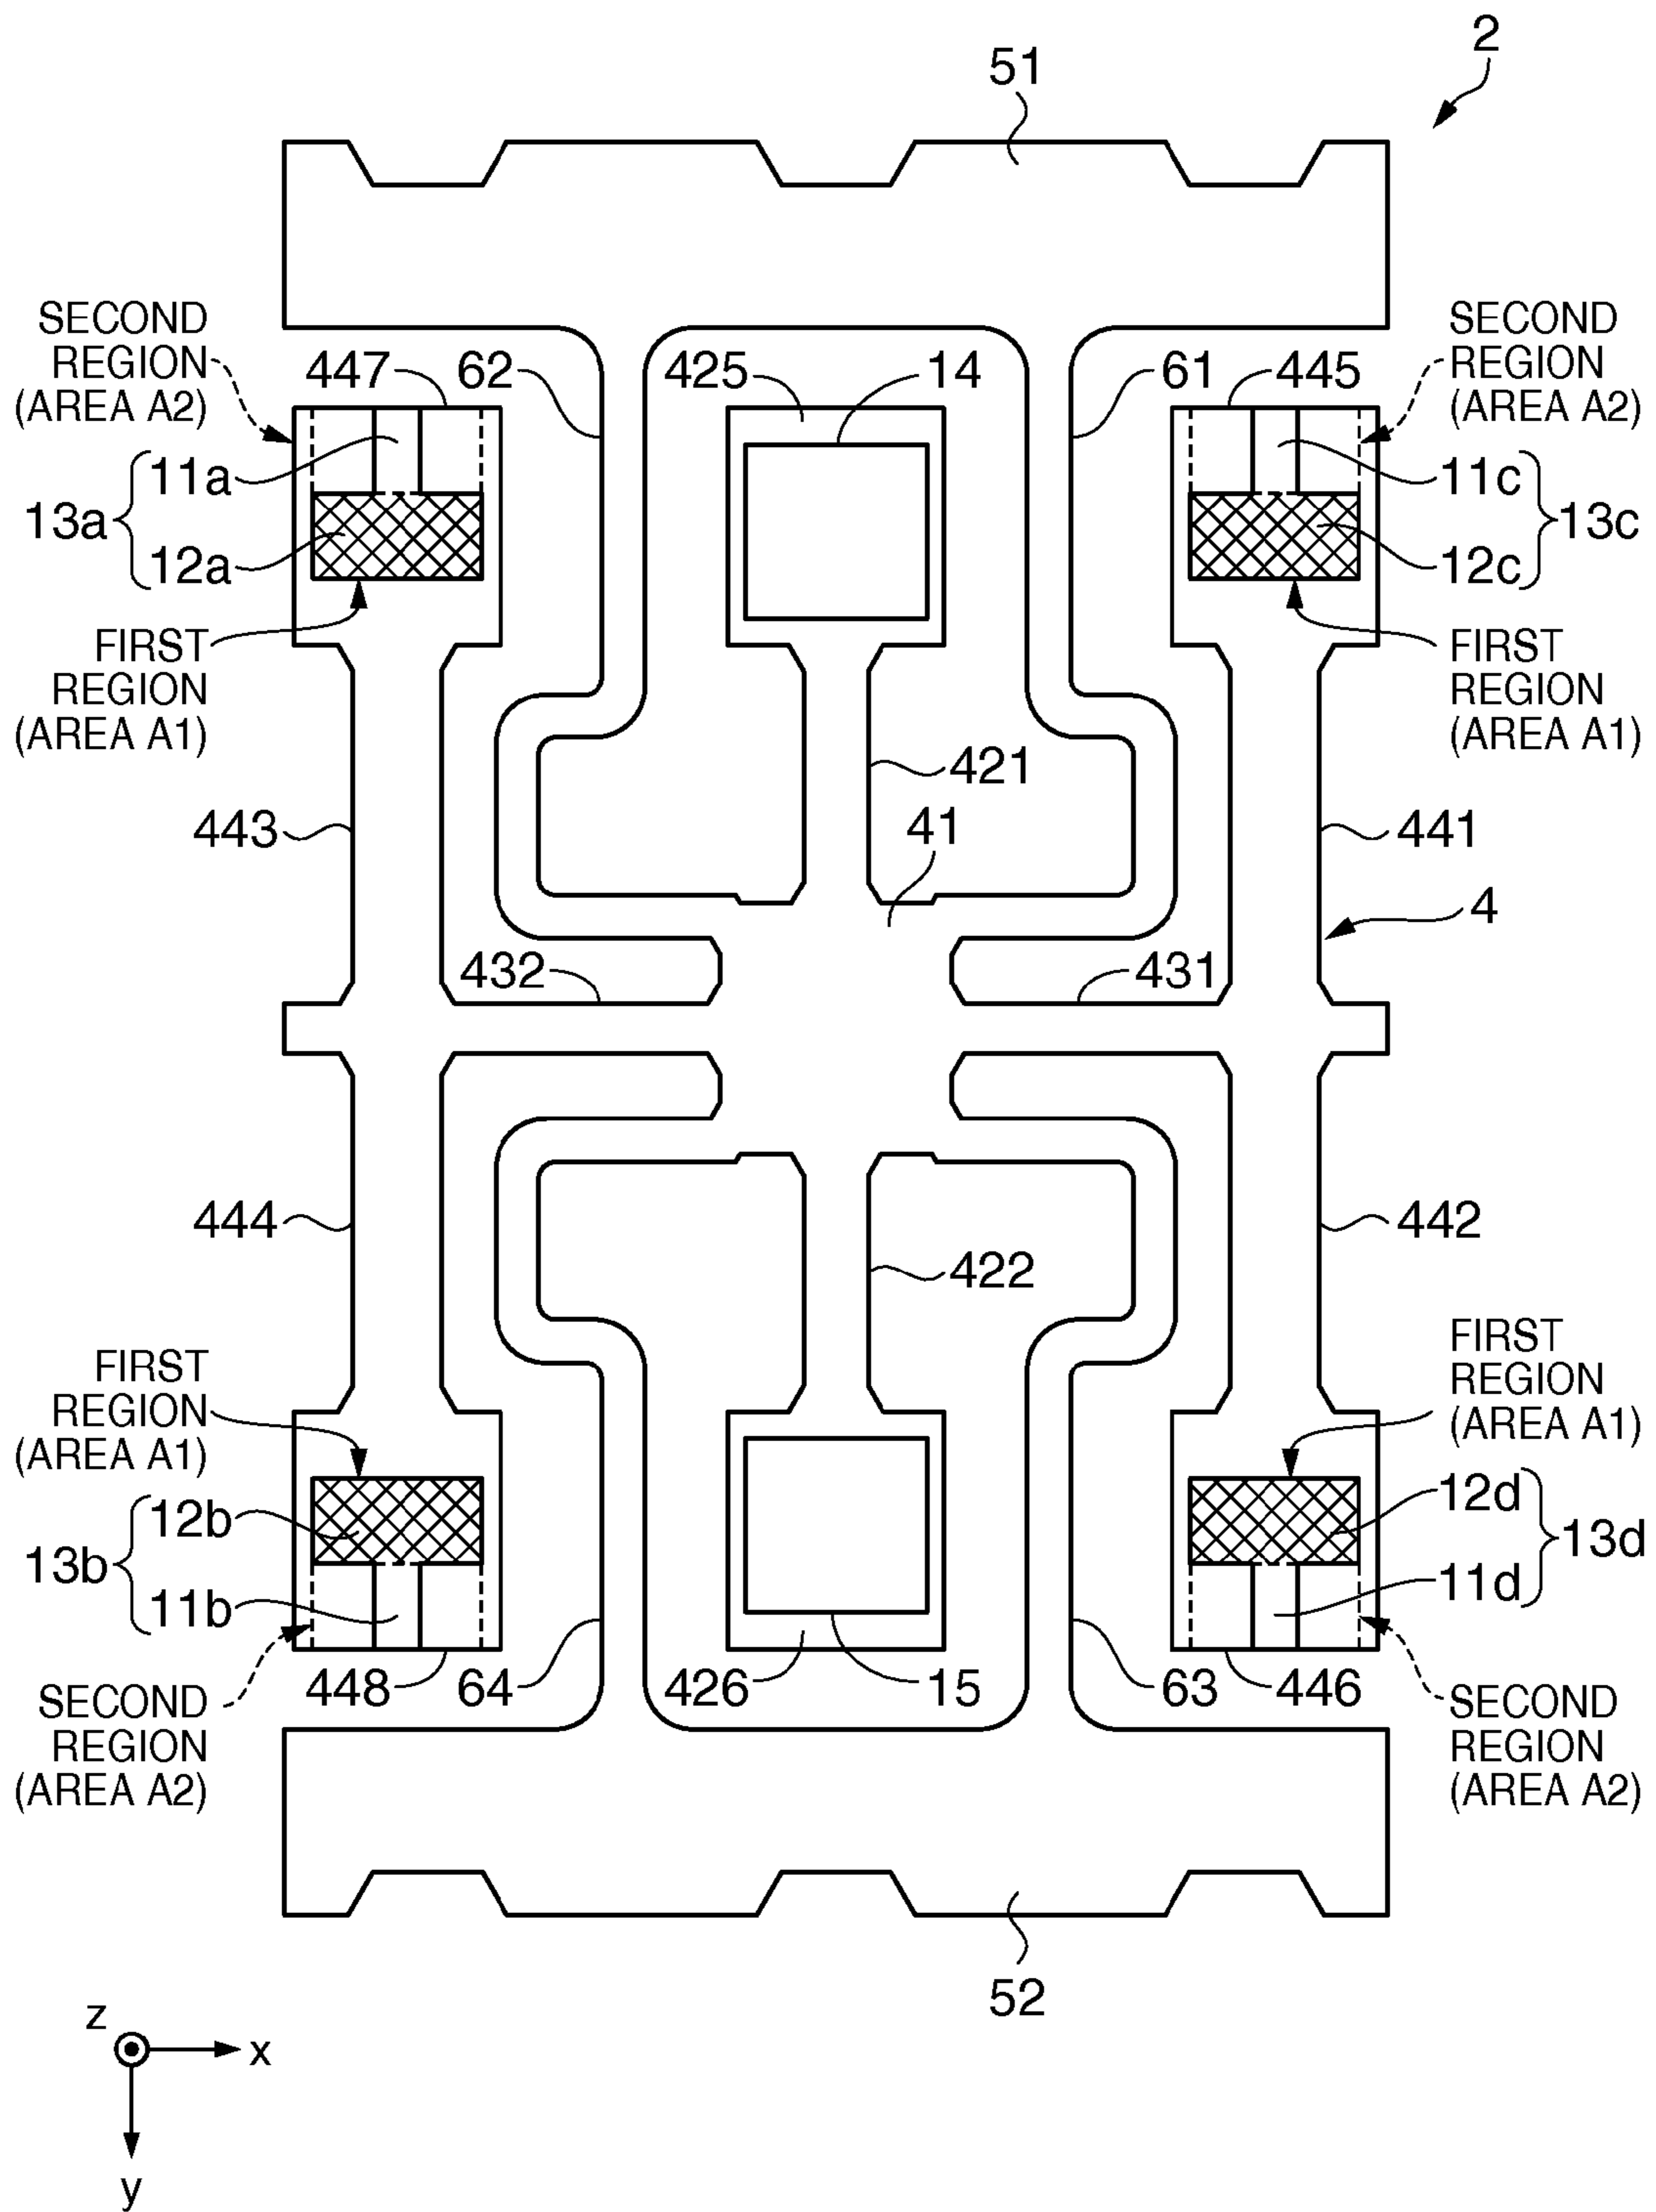 2
51
SECOND
REGION
(AREA A2)
447
62
425
14
61
445
SECOND
REGION
(AREA A2)
11a
13a
12a
11c
13c
12c
FIRST
REGION
(AREA A1)
FIRST
REGION
(AREA A1)
421
41
443
441
4
432
431
444
442
422
FIRST
REGION
(AREA A1)
FIRST
REGION
(AREA A1)
12b
13b
11b
12d
13d
11d
448
64
426
15
63
446
SECOND
REGION
(AREA A2)
SECOND
REGION
(AREA A2)
52
z
x
y